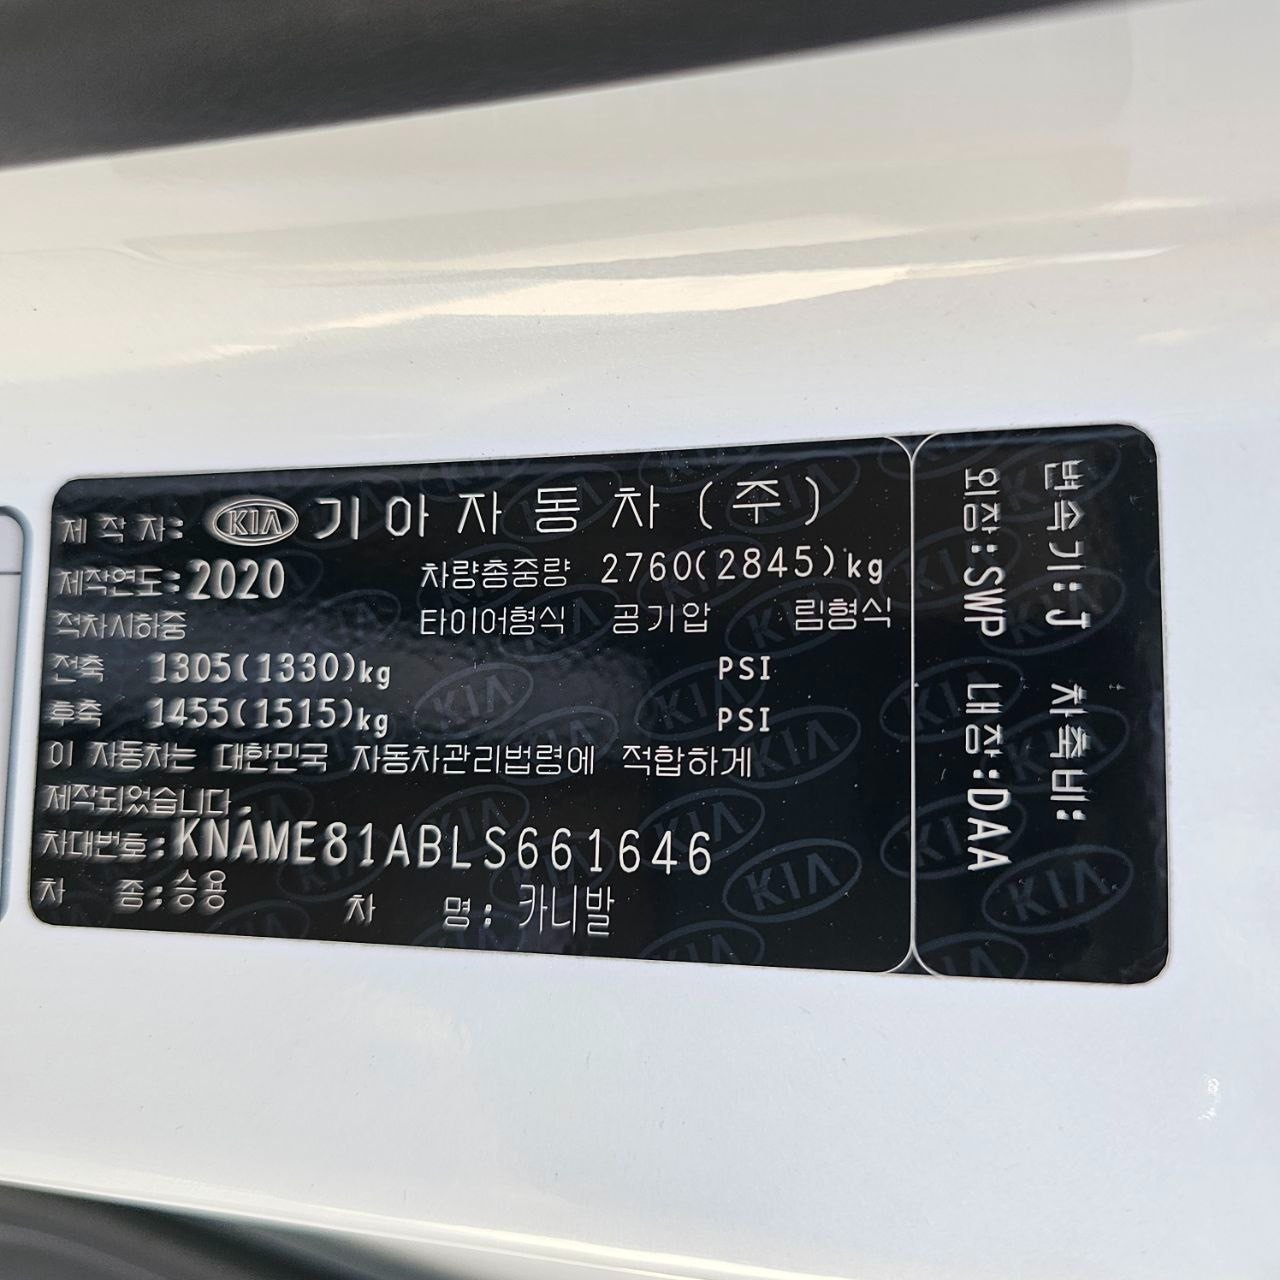 제 작 자: KIA 기 아 자 동 차 (주)
제작연도:2020 차량총중량 2760(2845)kg
적차시하중 타이어형식 공기압 림형식
전축 1305(1330)kg PSI
후축 1455(1515)kg PSI
이 자동차는 대한민국 자동차관리법령에 적합하게
제작되었습니다.
차대번호:KNAME81ABLS661646
차 종:승용 차 명: 카니발
변속기:J 차축비:
외장:SWP 내장:DAA